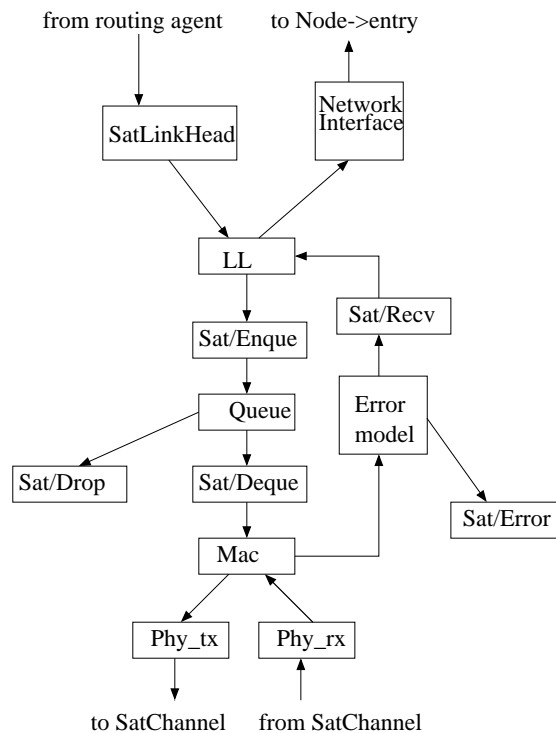 from routing agent
to Node->entry
SatLinkHead
Network
Interface
LL
Sat/Recv
Sat/Enque
Queue
Error
model
Sat/Drop
Sat/Deque
Sat/Error
Mac
Phy_tx
Phy_rx
to SatChannel
from SatChannel